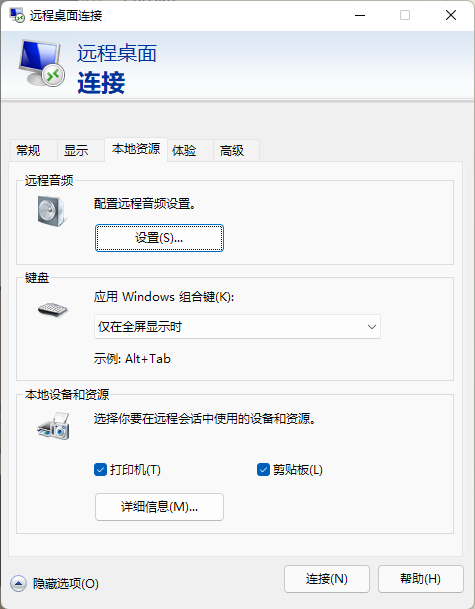 远程桌面连接
远程桌面
连接
常规 显示 本地资源 体验 高级
远程音频
配置远程音频设置。
设置(S)...
键盘
应用 Windows 组合键(K):
仅在全屏显示时
示例: Alt+Tab
本地设备和资源
选择你要在远程会话中使用的设备和资源。
打印机(T) 剪贴板(L)
详细信息(M)...
隐藏选项(O) 连接(N) 帮助(H)